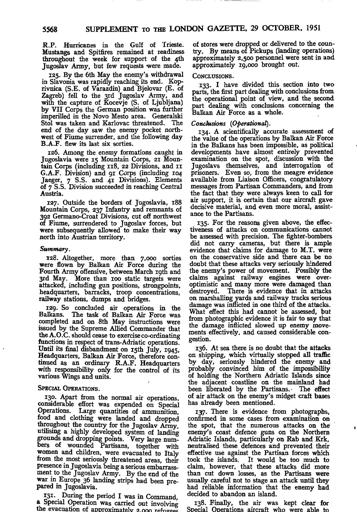 5568 SUPPLEMENT TO THE LONDON GAZETTE, 29 OCTOBER, 1951
R.P. Hurricanes in the Gulf of Trieste.
Mustangs and Spitfires remained at readiness
throughout the week for support of the 4th
Jugoslav Army, but few requests were made.
125. By the 6th May the enemy's withdrawal
in Slavonia was rapidly reaching its end. Kop-
rivnica (S.E. of Varazdin) and Bjelovar (E. of
Zagreb) fell to the 3rd Jugoslav Army, and
with the capture of Kocevje (S. of Ljubljana)
by VII Corps the German position was further
imperilled in the Novo Mesto area. Generalski
Stol was taken and Karlovac threatened. The
end of the day saw the enemy pocket north-
west of Fiume surrender, and the following day
B.A.F. flew its last six sorties.
126. Among the enemy formations caught in
Jugoslavia were 15 Mountain Corps, 21 Moun-
tain Corps (including 118, 22 Divisions, and 11
G.A.F. Division) and 91 Corps (including 104
Jaeger, 7 S.S. and 41 Divisions). Elements
of 7 S.S. Division succeeded in reaching Central
Austria.
127. Outside the borders of Jugoslavia, 188
Mountain Corps, 237 Infantry and remnants of
392 German-Croat Divisions, cut off northwest
of Fiume, surrendered to Jugoslav forces, but
were subsequently allowed to make their way
north into Austrian territory.
Summary.
128. Altogether, more than 7,000 sorties
were flown by Balkan Air Force during the
Fourth Army offensive, between March 19th and
3rd May. More than 100 static targets were
attacked, including gun positions, strongpoints,
headquarters, barracks, troop concentrations,
railway stations, dumps and bridges.
129. So concluded air operations in the
Balkans. The task of Balkan Air Force was
completed and on 8th May instructions were
issued by the Supreme Allied Commander that
the A.O.C. should cease to exercise co-ordinating
functions in respect of trans-Adriatic operations.
Until its final disbandment on 15th July, 1945,
Headquarters, Balkan Air Force, therefore con-
tinued as an ordinary R.A.F. Headquarters
with responsibility only for the control of its
various Wings and units.
SPECIAL OPERATIONS.
130. Apart from the normal air operations,
considerable effort was expended on Special
Operations. Large quantities of ammunition,
food and clothing were landed and dropped
throughout the country for the Jugoslav Army,
utilising a highly developed system of landing
grounds and dropping points. Very large num-
bers of wounded Partisans, together with
women and children, were evacuated to Italy
from the most seriously threatened areas, their
presence in Jugoslavia being a serious embarrass-
ment to the Jugoslav Army. By the end of the
war in Europe 36 landing strips had been pre-
pared in Jugoslavia.
131. During the period I was in Command,
a Special Operation was carried out involving
the evacuation of approximately 2,000 refugees
of stores were dropped or delivered to the coun-
try. By means of Pickups (landing operations)
approximately 2,500 personnel were sent in and
approximately 19,000 brought out.
CONCLUSIONS.
133. I have divided this section into two
parts, the first part dealing with conclusions from
the operational point of view, and the second
part dealing with conclusions concerning the
Balkan Air Force as a whole.
Conclusions (Operational).
134. A scientifically accurate assessment of
the value of the operations by Balkan Air Force
in the Balkans has been impossible, as political
developments have almost entirely prevented
examination on the spot, discussion with the
Jugoslavs themselves, and interrogation of
prisoners. Even so, from the meagre evidence
available from Liaison Officers, congratulatory
messages from Partisan Commanders, and from
the fact that they were always keen to call for
air support, it is certain that our aircraft gave
decisive material, and even more moral, assist-
ance to the Partisans.
135. For the reasons given above, the effec-
tiveness of attacks on communications cannot
be assessed with precision. The fighter-bombers
did not carry cameras, but there is ample
evidence that claims for damage to M.T. were
on the conservative side and there can be no
doubt that these attacks very seriously hindered
the enemy's power of movement. Possibly the
claims against railway engines were over-
optimistic and many more were damaged than
destroyed. There is evidence that in attacks
on marshalling yards and railway tracks serious
damage was inflicted in one third of the attacks.
What effect this had cannot be assessed, but
from photographic evidence it is fair to say that
the damage inflicted slowed up enemy move-
ments effectively, and caused considerable con-
gestion.
136. At sea there is no doubt that the attacks
on shipping, which virtually stopped all traffic
by day, seriously hindered the enemy and
probably convinced him of the impossibility
of holding the Northern Adriatic Islands since
the adjacent coastline on the mainland had
been liberated by the Partisans. The effect
of air attack on the enemy's midget craft bases
has already been mentioned.
137. There is evidence from photographs,
confirmed in some cases from examination on
the spot, that the numerous attacks on the
enemy's coast defence guns on the Northern
Adriatic Islands, particularly on Rab and Krk,
neutralised these defences and prevented their
effective use against the Partisan forces which
took the islands. It would be too much to
claim, however, that these attacks did more
than cut down losses, as the Partisans were
usually careful not to stage an attack until they
had reliable information that the enemy had
decided to abandon an island.
138. Finally, the air was kept clear for
Special Operations aircraft who were able to